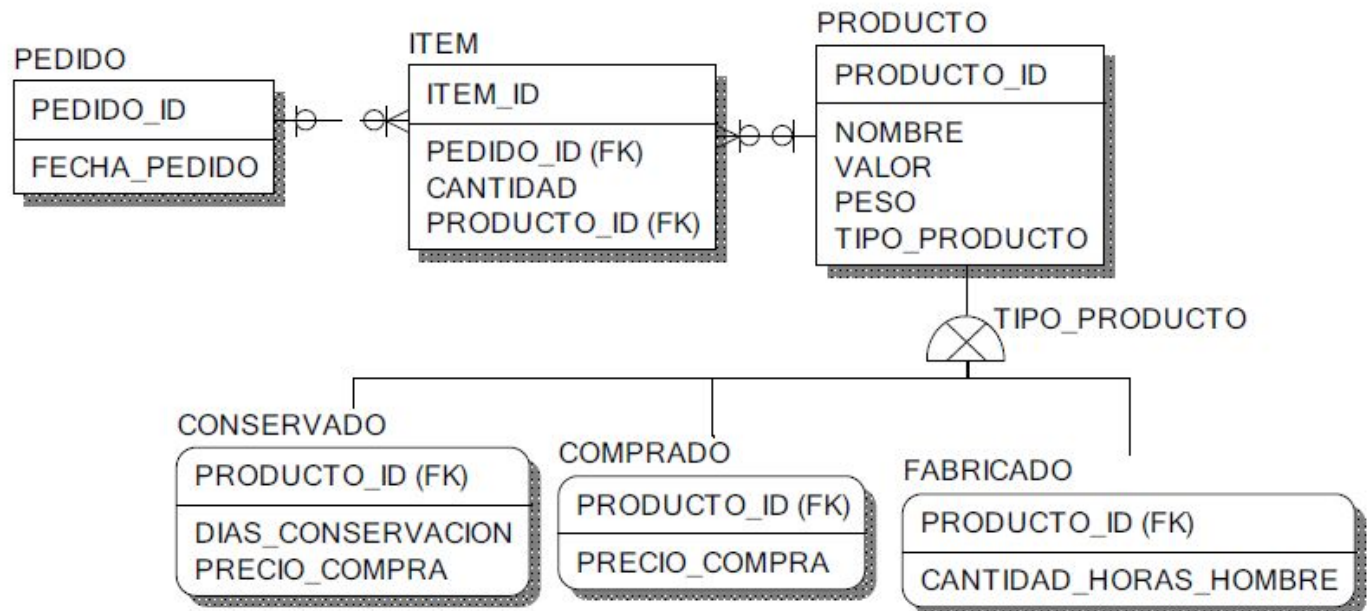 PEDIDO
PEDIDO_ID
FECHA_PEDIDO
ITEM
ITEM_ID
PEDIDO_ID (FK)
CANTIDAD
PRODUCTO_ID (FK)
PRODUCTO
PRODUCTO_ID
NOMBRE
VALOR
PESO
TIPO_PRODUCTO
TIPO_PRODUCTO
CONSERVADO
PRODUCTO_ID (FK)
DIAS_CONSERVACION
PRECIO_COMPRA
COMPRADO
PRODUCTO_ID (FK)
PRECIO_COMPRA
FABRICADO
PRODUCTO_ID (FK)
CANTIDAD_HORAS_HOMBRE